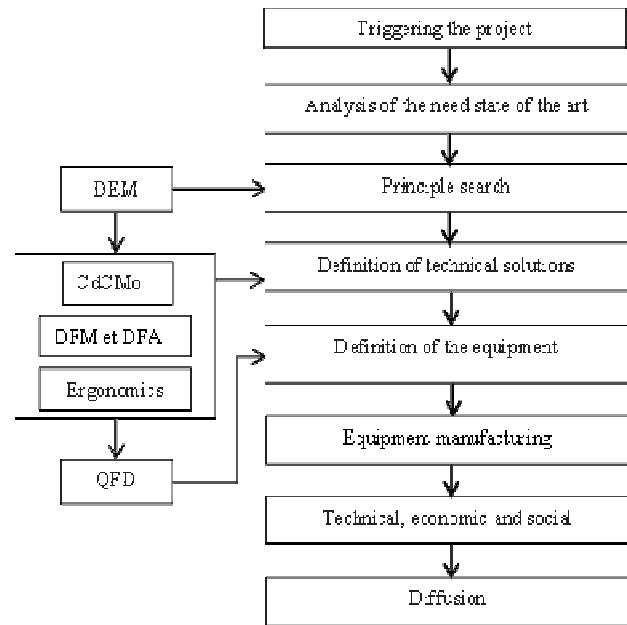 Triggering the project
Analysis of the need state of the art
DEM
Principle search
Definition of technical solutions
CdCMo
DFM et DFA
Definition of the equipment
Ergonomics
Equipment manufacturing
QFD
Technical, economic and social
Diffusion